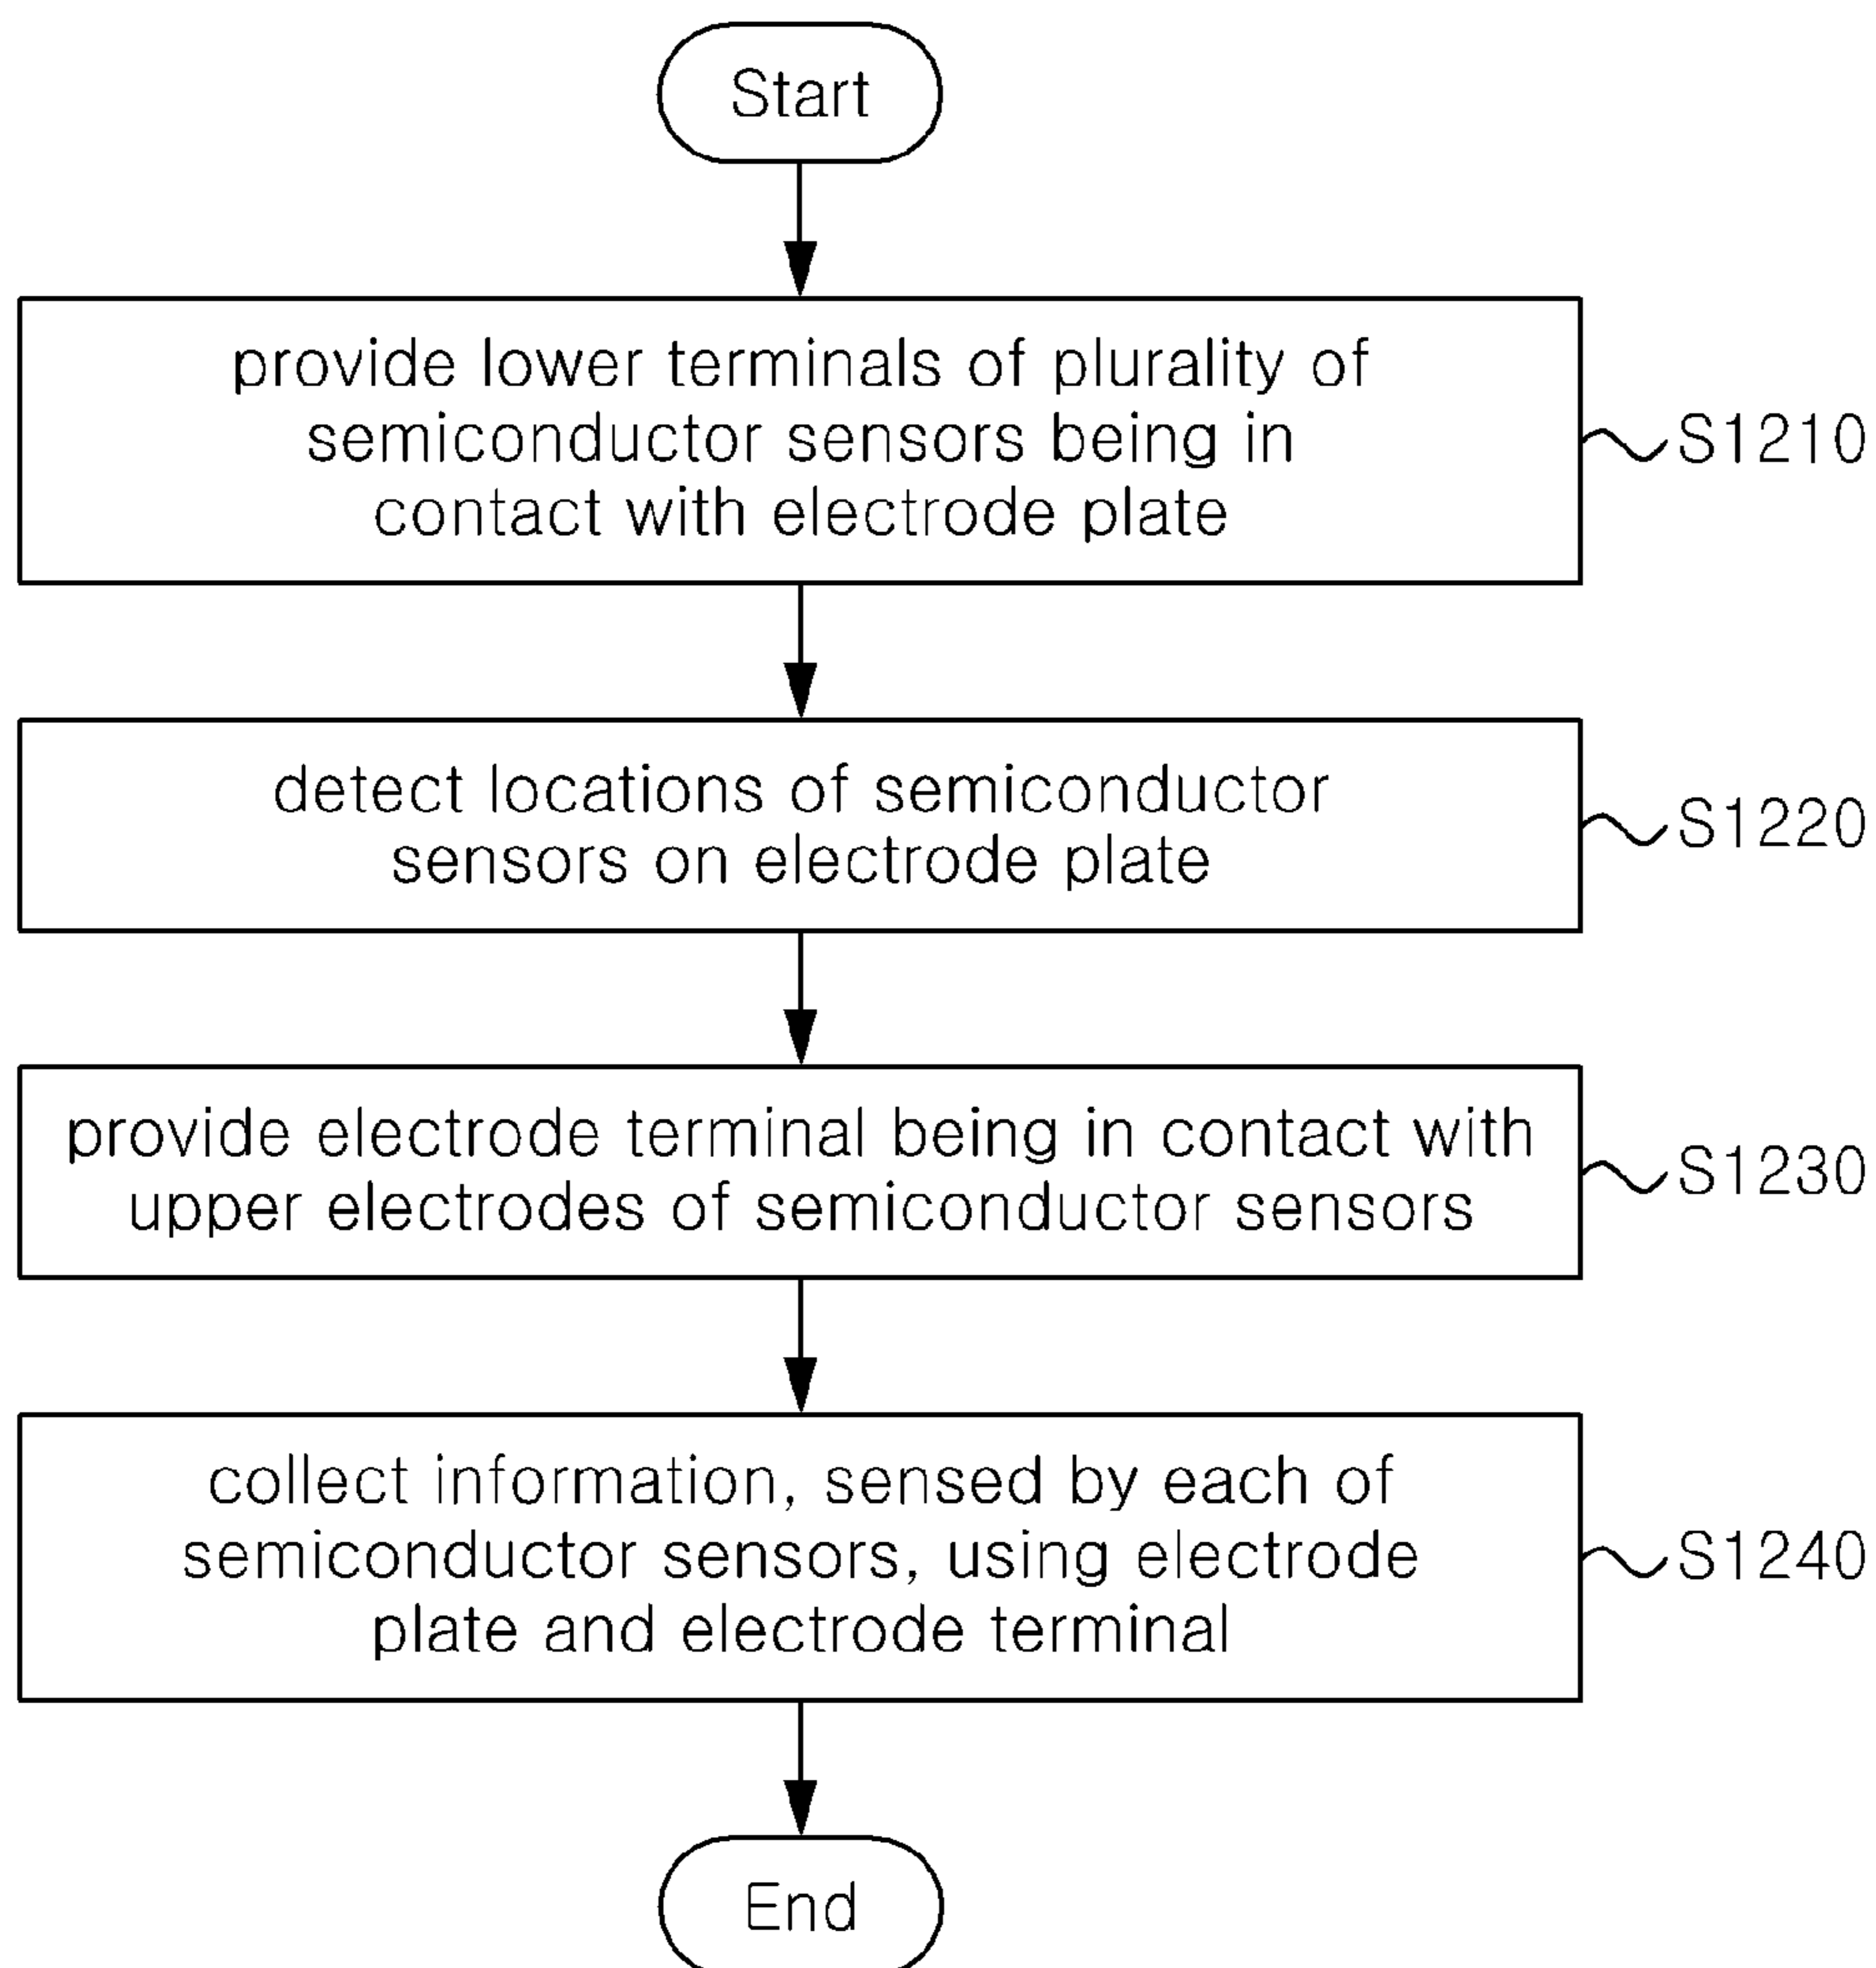 Start
provide lower terminals of plurality of
semiconductor sensors being in
contact with electrode plate
S1210
detect locations of semiconductor
sensors on electrode plate
S1220
provide electrode terminal being in contact with
upper electrodes of semiconductor sensors
S1230
collect information, sensed by each of
semiconductor sensors, using electrode
plate and electrode terminal
S1240
End